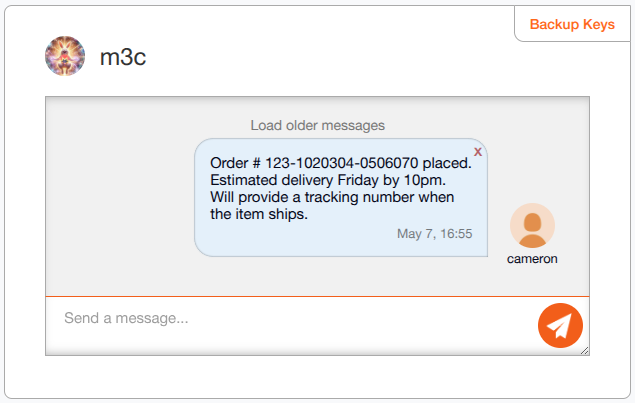 Backup Keys
m3c
Load older messages
x
Order # 123-1020304-0506070 placed.
Estimated delivery Friday by 10pm.
Will provide a tracking number when
the item ships.
May 7, 16:55
cameron
Send a message...